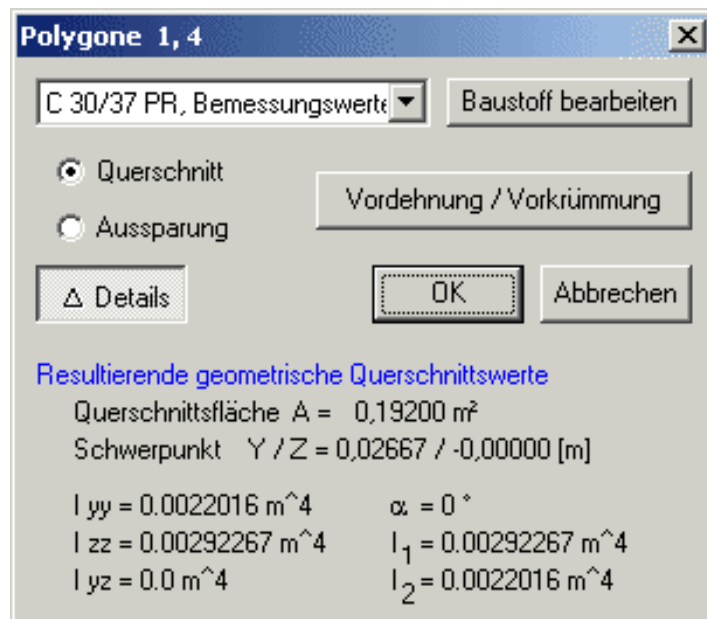 Polygone 1, 4
C 30/37 PR, Bemessungswerte
Baustoff bearbeiten
Querschnitt
Aussparung
Vordehnung / Vorkrümmung
Δ Details
OK
Abbrechen
Resultierende geometrische Querschnittswerte
Querschnittsfläche A = 0,19200 m²
Schwerpunkt Y / Z = 0,02667 / -0,00000 [m]
I yy = 0.0022016 m^4 α = 0 °
I zz = 0.00292267 m^4 I₁ = 0.00292267 m^4
I yz = 0.0 m^4 I₂ = 0.0022016 m^4